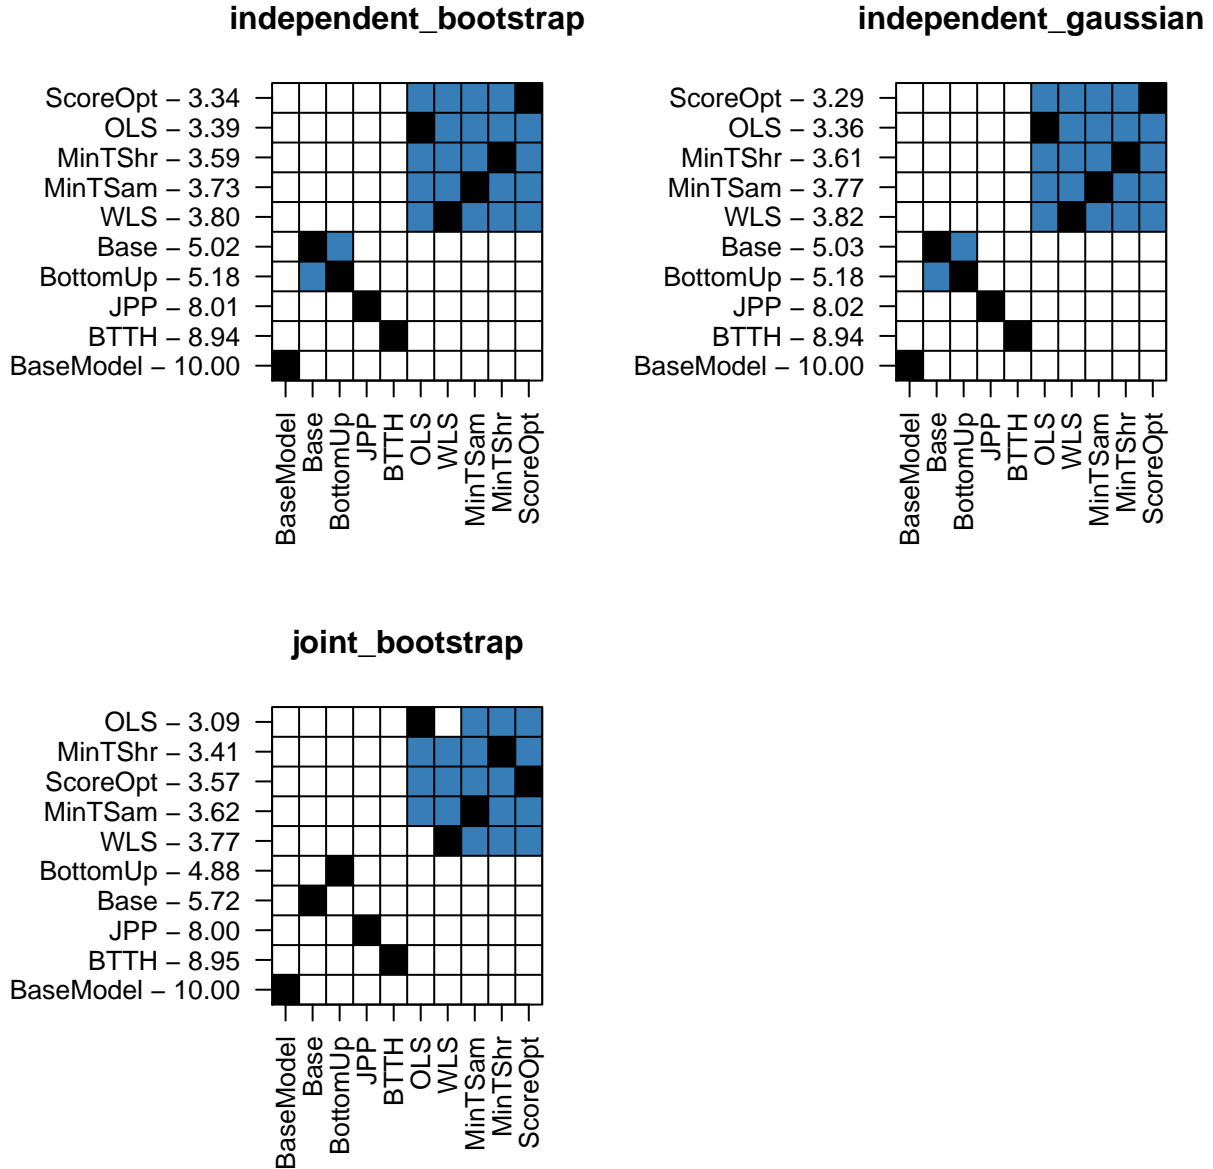 independent_bootstrap
ScoreOpt − 3.34
OLS − 3.39
MinTShr − 3.59
MinTSam − 3.73
WLS − 3.80
Base − 5.02
BottomUp − 5.18
JPP − 8.01
BTTH − 8.94
BaseModel − 10.00
BaseModel
Base
BottomUp
JPP
BTTH
OLS
WLS
MinTSam
MinTShr
ScoreOpt
independent_gaussian
ScoreOpt − 3.29
OLS − 3.36
MinTShr − 3.61
MinTSam − 3.77
WLS − 3.82
Base − 5.03
BottomUp − 5.18
JPP − 8.02
BTTH − 8.94
BaseModel − 10.00
BaseModel
Base
BottomUp
JPP
BTTH
OLS
WLS
MinTSam
MinTShr
ScoreOpt
joint_bootstrap
OLS − 3.09
MinTShr − 3.41
ScoreOpt − 3.57
MinTSam − 3.62
WLS − 3.77
BottomUp − 4.88
Base − 5.72
JPP − 8.00
BTTH − 8.95
BaseModel − 10.00
BaseModel
Base
BottomUp
JPP
BTTH
OLS
WLS
MinTSam
MinTShr
ScoreOpt